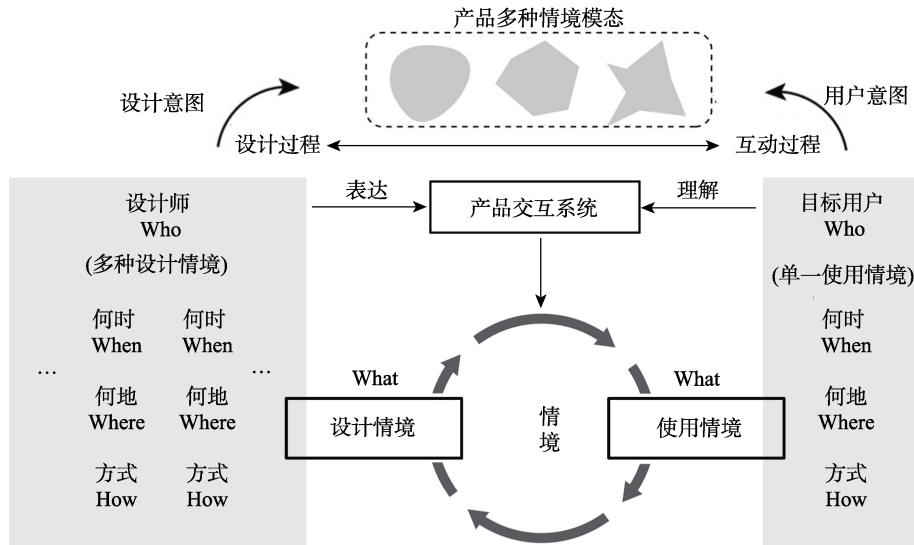 产品多种情境模态
设计意图
用户意图
设计过程
互动过程
表达
产品交互系统
理解
设计师
Who
(多种设计情境)
何时 何时
When When
… …
何地 何地
Where Where
方式 方式
How How
目标用户
Who
(单一使用情境)
何时
When
何地
Where
方式
How
What
设计情境
情
境
What
使用情境